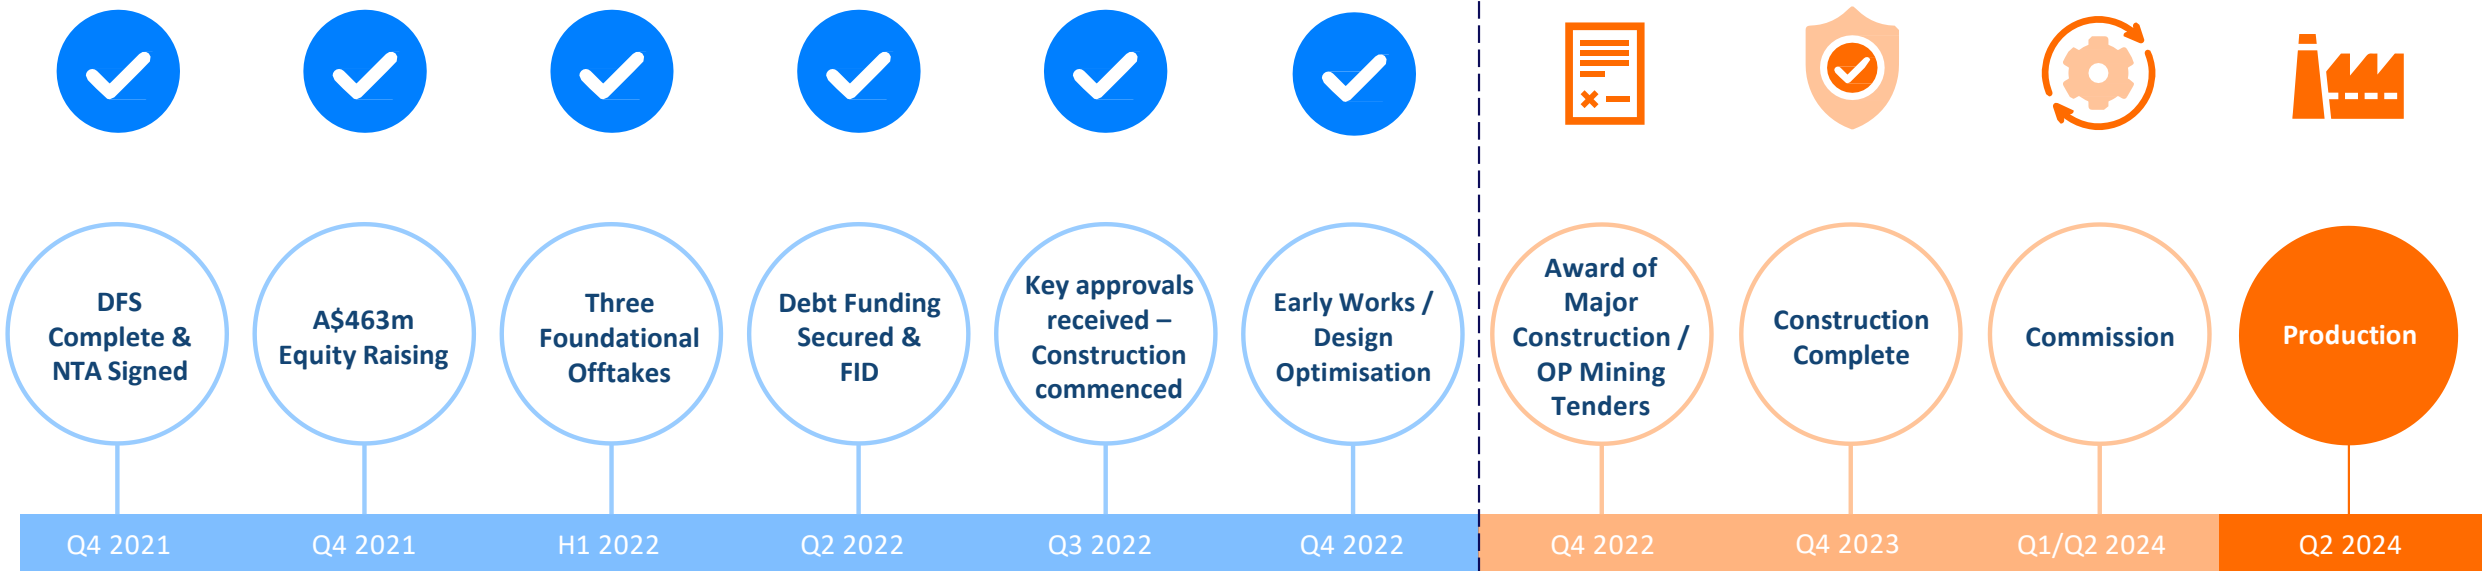 DFS
Complete &
NTA Signed
A$463m
Equity Raising
Three
Foundational
Offtakes
Debt Funding
Secured &
FID
Key approvals
received –
Construction
commenced
Early Works /
Design
Optimisation
Award of
Major
Construction /
OP Mining
Tenders
Construction
Complete
Commission
Production
Q4 2021
Q4 2021
H1 2022
Q2 2022
Q3 2022
Q4 2022
Q4 2022
Q4 2023
Q1/Q2 2024
Q2 2024